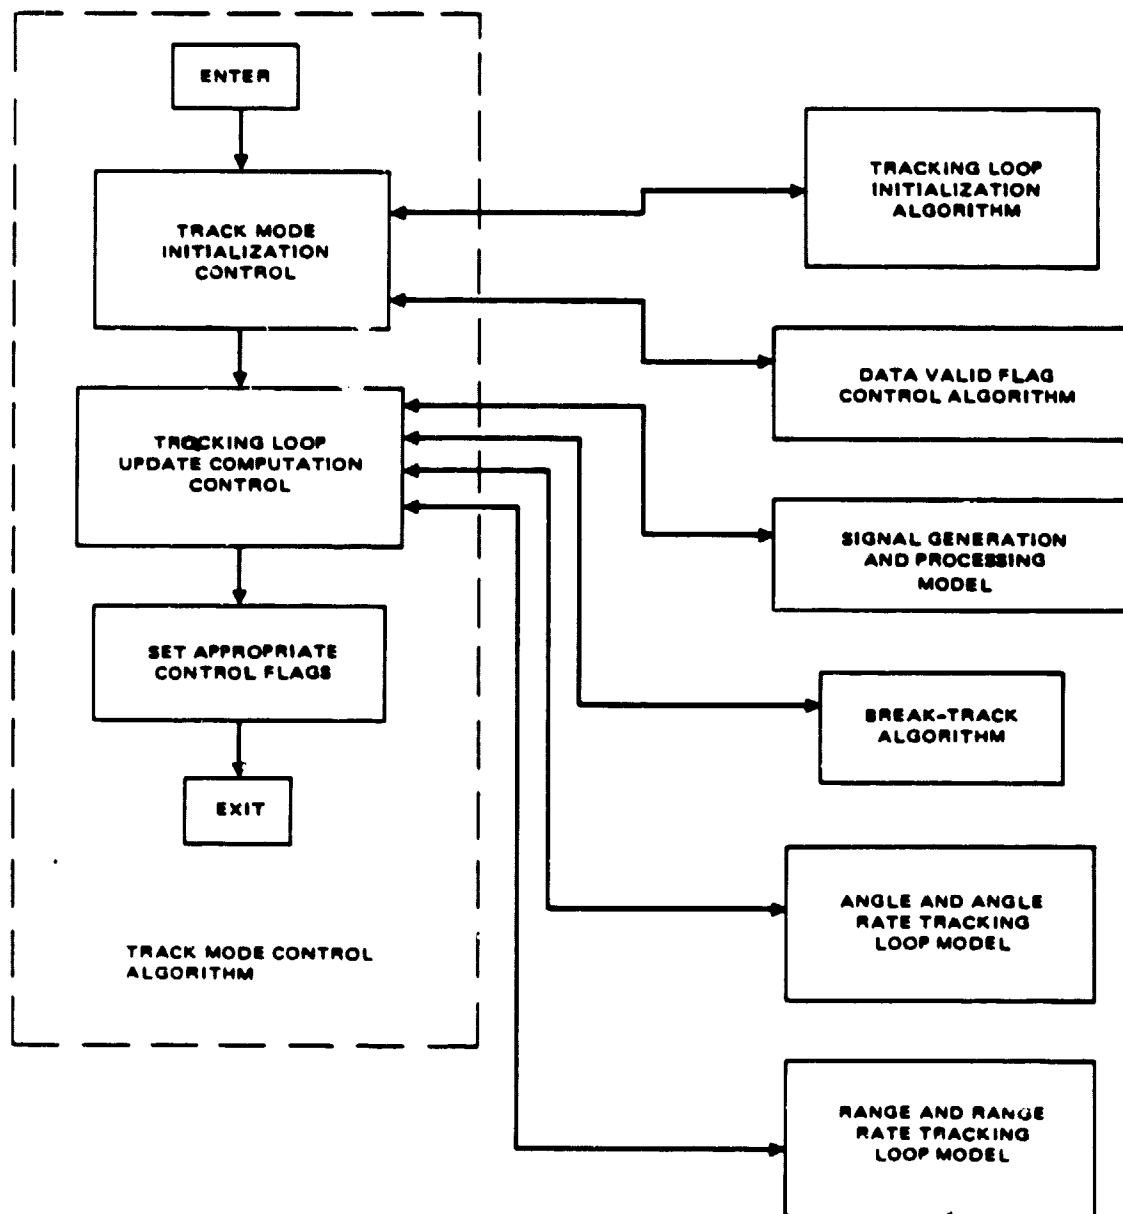 ENTER
TRACK MODE
INITIALIZATION
CONTROL
TRACKING LOOP
UPDATE COMPUTATION
CONTROL
SET APPROPRIATE
CONTROL FLAGS
EXIT
TRACK MODE CONTROL
ALGORITHM
TRACKING LOOP
INITIALIZATION
ALGORITHM
DATA VALID FLAG
CONTROL ALGORITHM
SIGNAL GENERATION
AND PROCESSING
MODEL
BREAK-TRACK
ALGORITHM
ANGLE AND ANGLE
RATE TRACKING
LOOP MODEL
RANGE AND RANGE
RATE TRACKING
LOOP MODEL